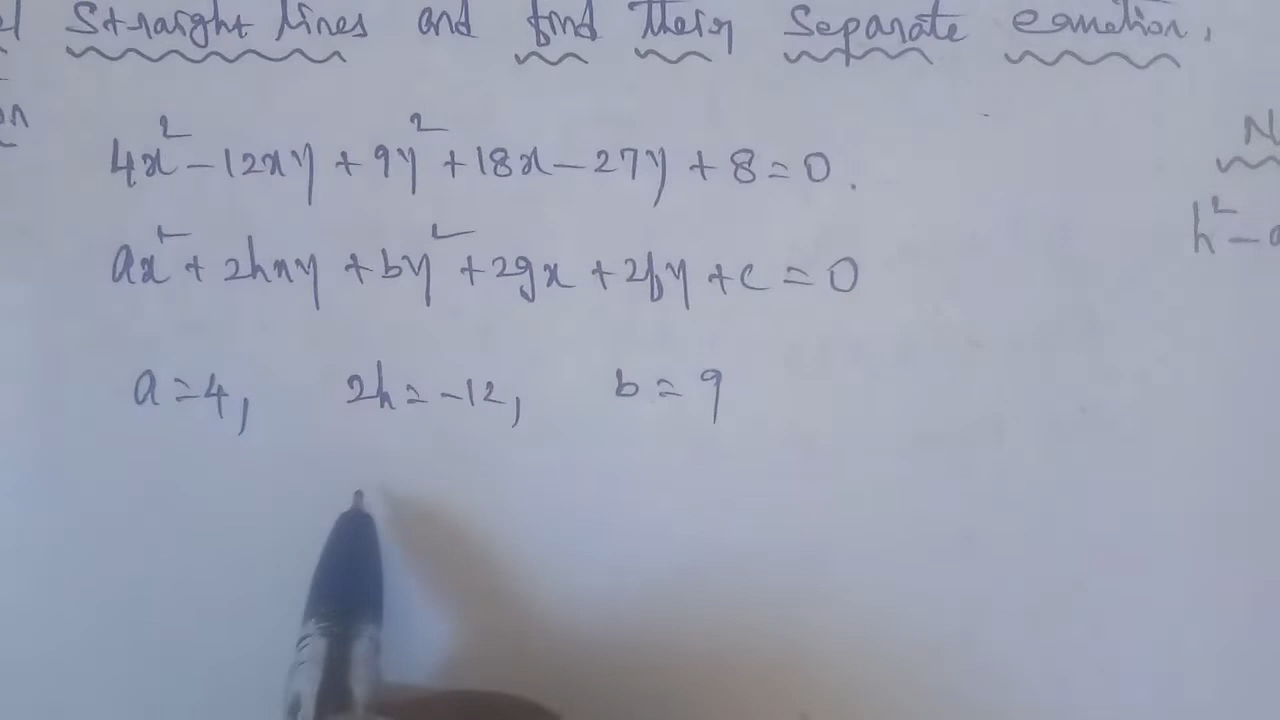 Straight lines and find their separate equation.
4x² - 12xy + 9y² + 18x - 27y + 8 = 0.
ax² + 2hxy + by² + 2gx + 2fy + c = 0
h² -
a = 4, 2h = -12, b = 9